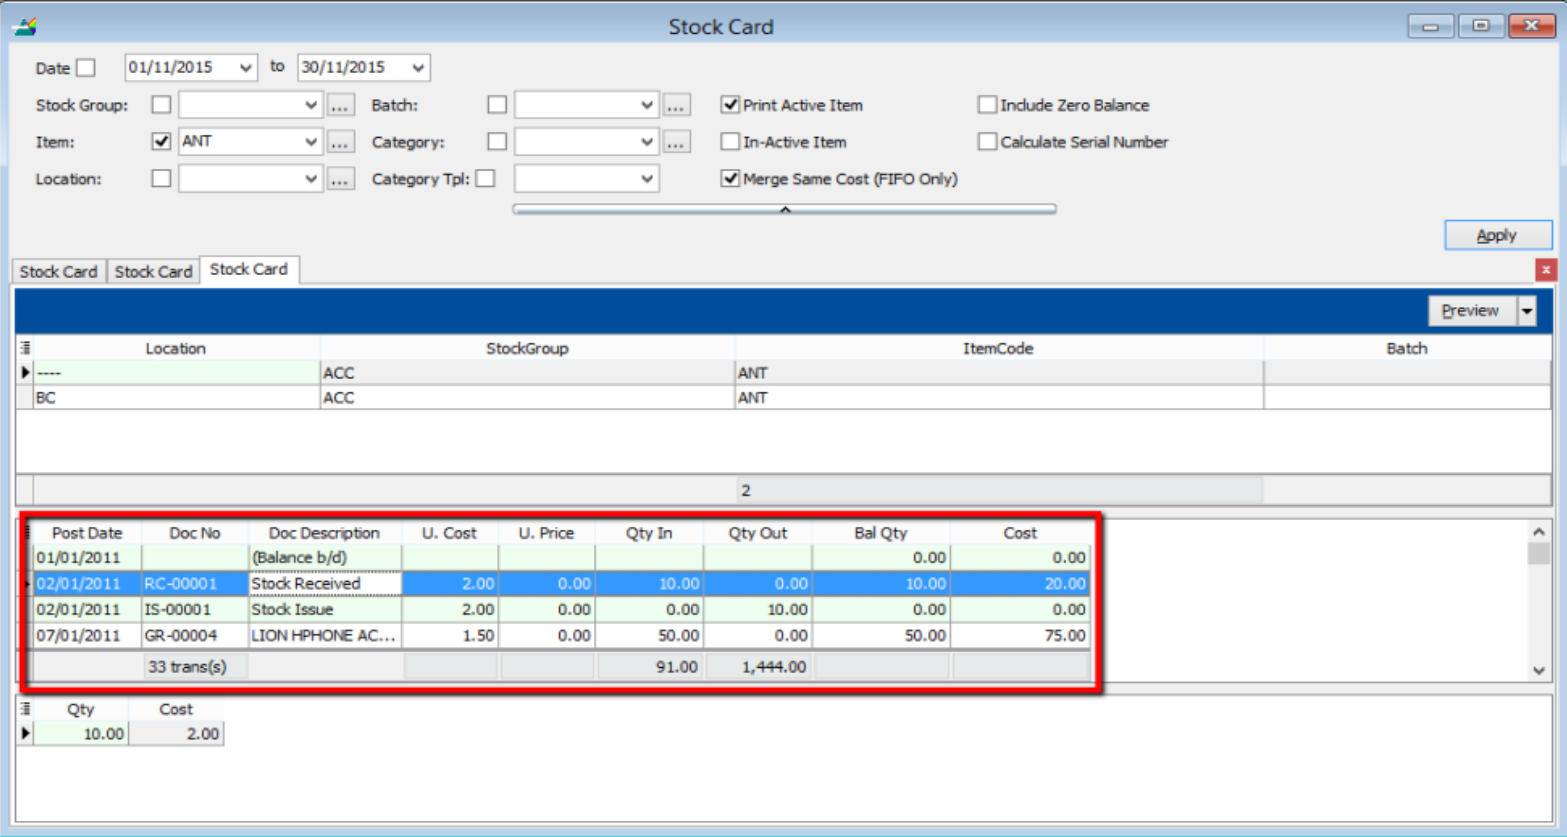 Stock Card
Date 01/11/2015 to 30/11/2015
Stock Group: ... Batch: ... Print Active Item Include Zero Balance
Item: ANT ... Category: ... In-Active Item Calculate Serial Number
Location: ... Category Tpl: Merge Same Cost (FIFO Only)
Apply
Stock Card Stock Card Stock Card
Preview
Location StockGroup ItemCode Batch
---- ACC ANT
BC ACC ANT
2
Post Date Doc No Doc Description U. Cost U. Price Qty In Qty Out Bal Qty Cost
01/01/2011 (Balance b/d) 0.00 0.00
02/01/2011 RC-00001 Stock Received 2.00 0.00 10.00 0.00 10.00 20.00
02/01/2011 IS-00001 Stock Issue 2.00 0.00 0.00 10.00 0.00 0.00
07/01/2011 GR-00004 LION HPHONE AC... 1.50 0.00 50.00 0.00 50.00 75.00
33 trans(s) 91.00 1,444.00
Qty Cost
10.00 2.00